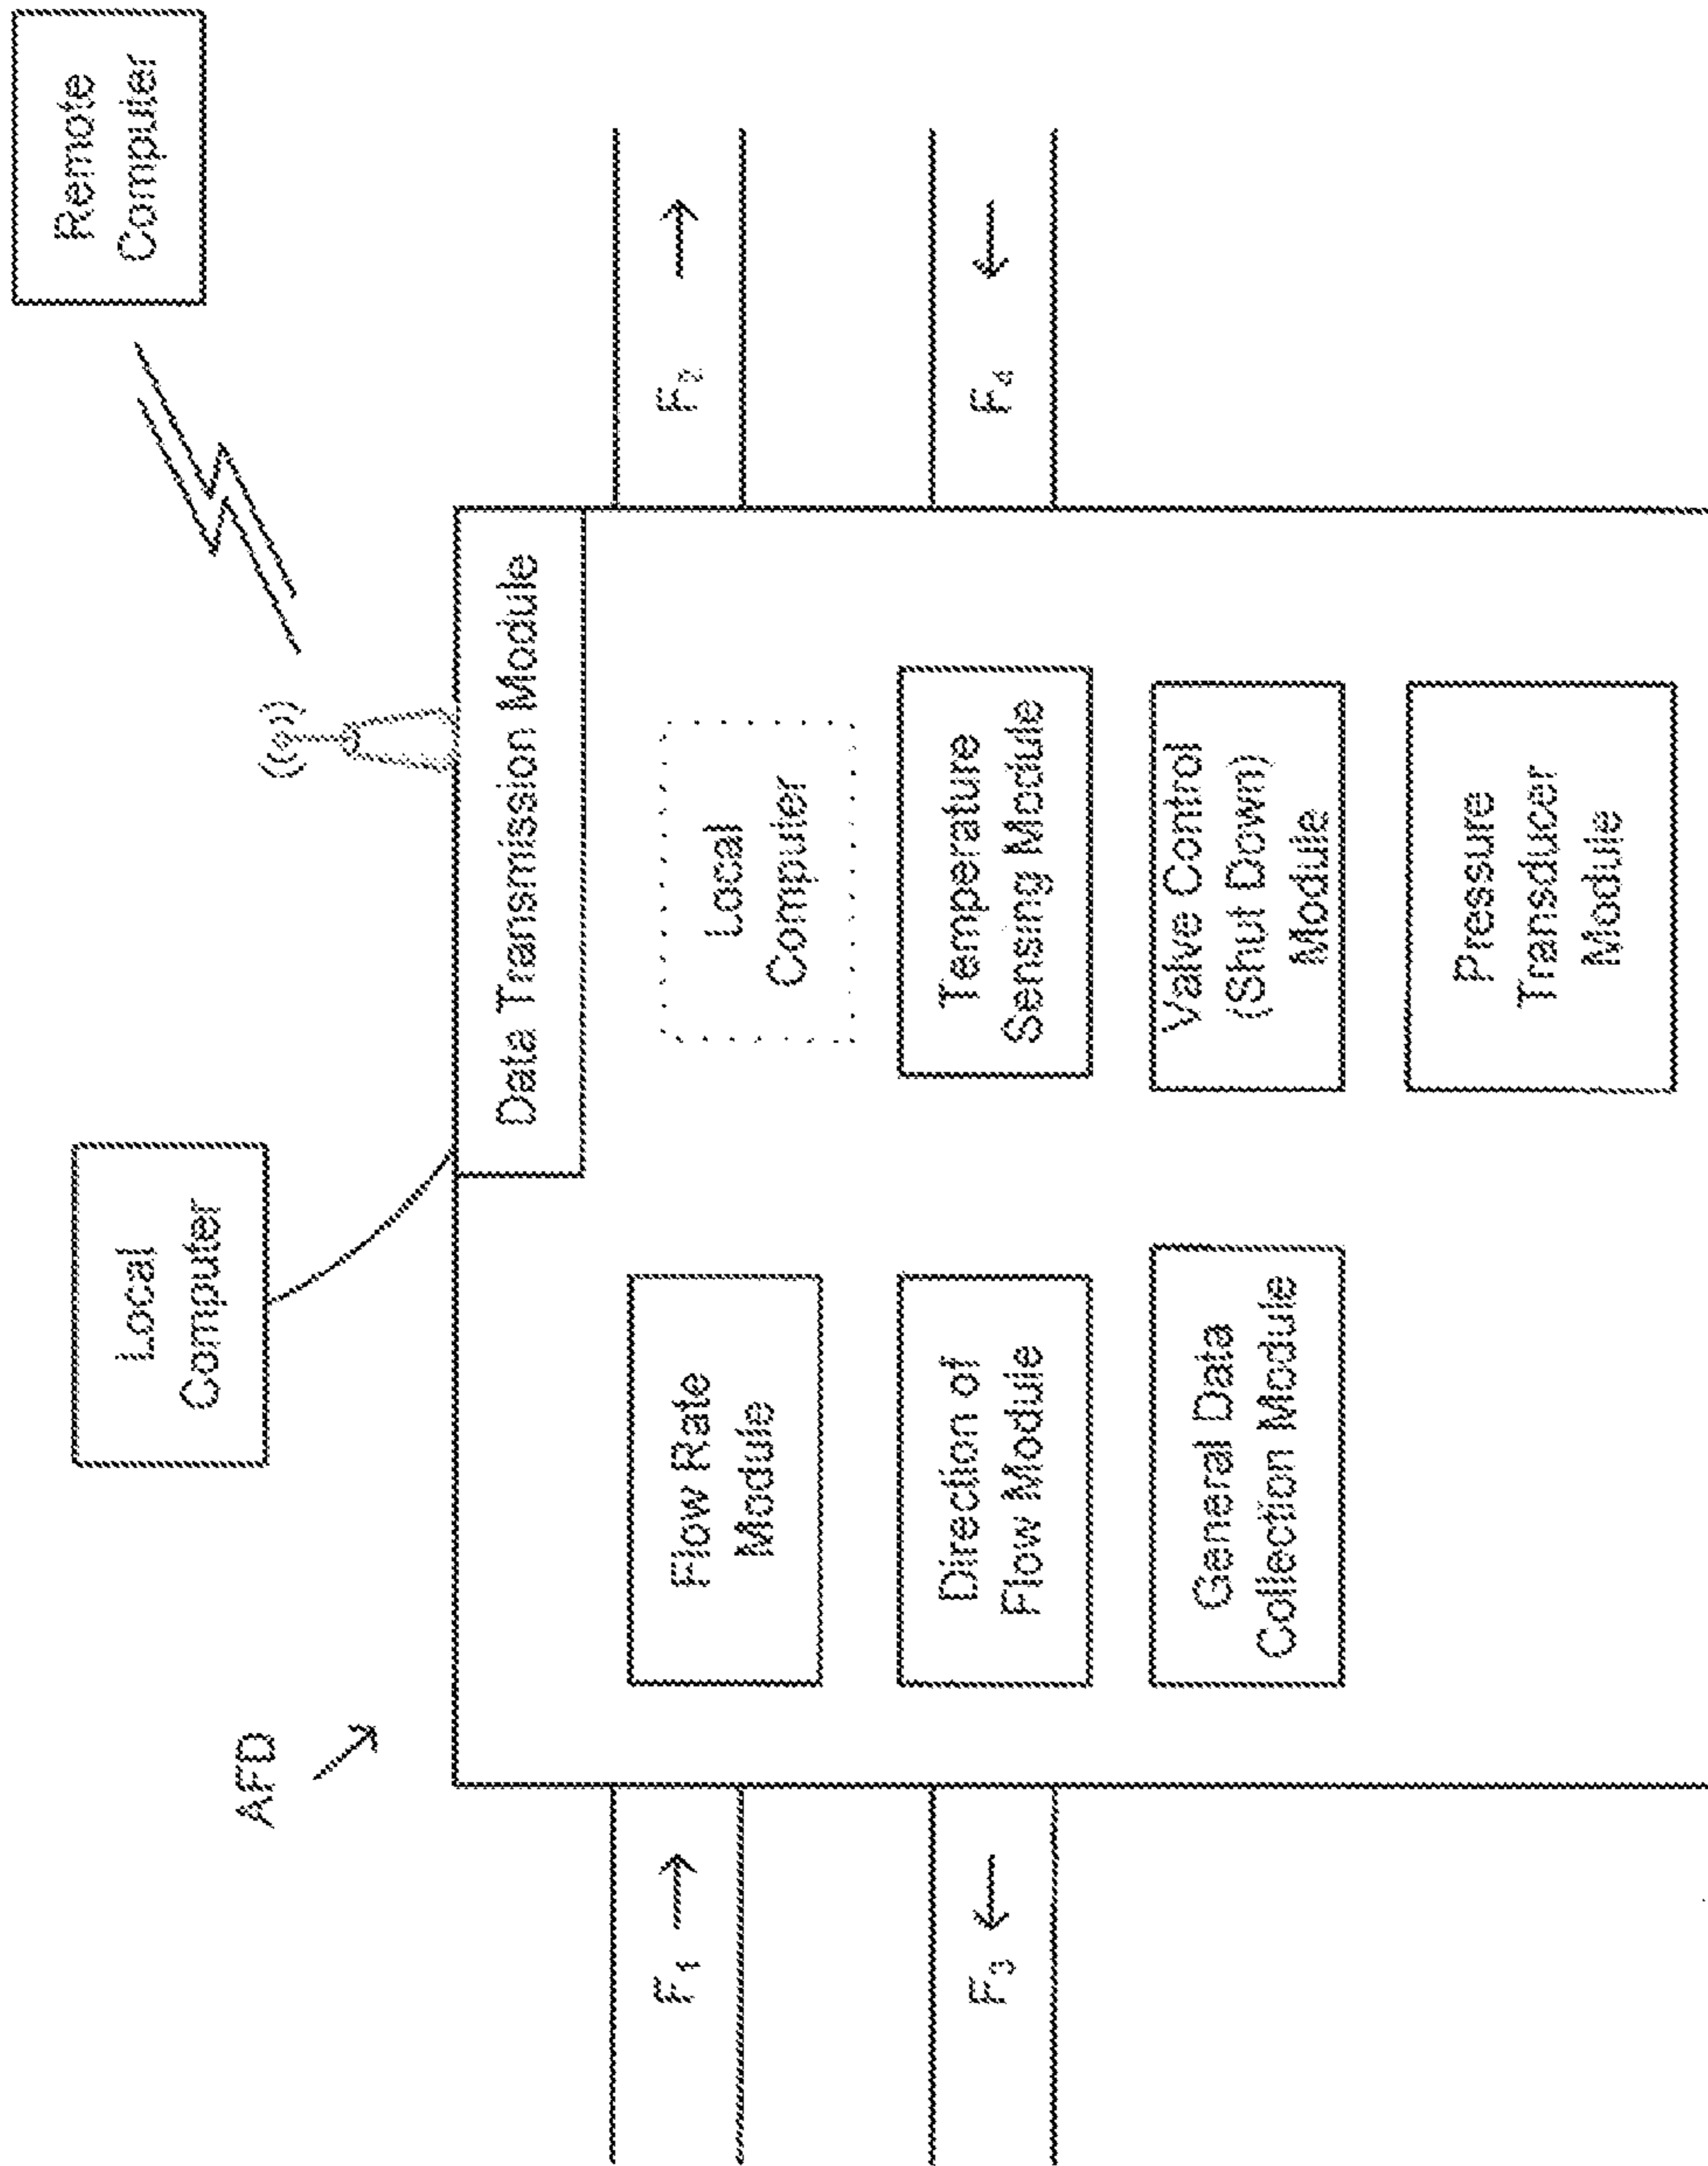 Remote
Computer
Local
Computer
AFD
Data Transmission Module
F₁
F₂
Flow Rate
Module
Local
Computer
F₃
F₄
Direction of
Flow Module
Temperature
Sensing Module
General Data
Collection Module
Valve Control
(Shut Down)
Module
Pressure
Transducer
Module